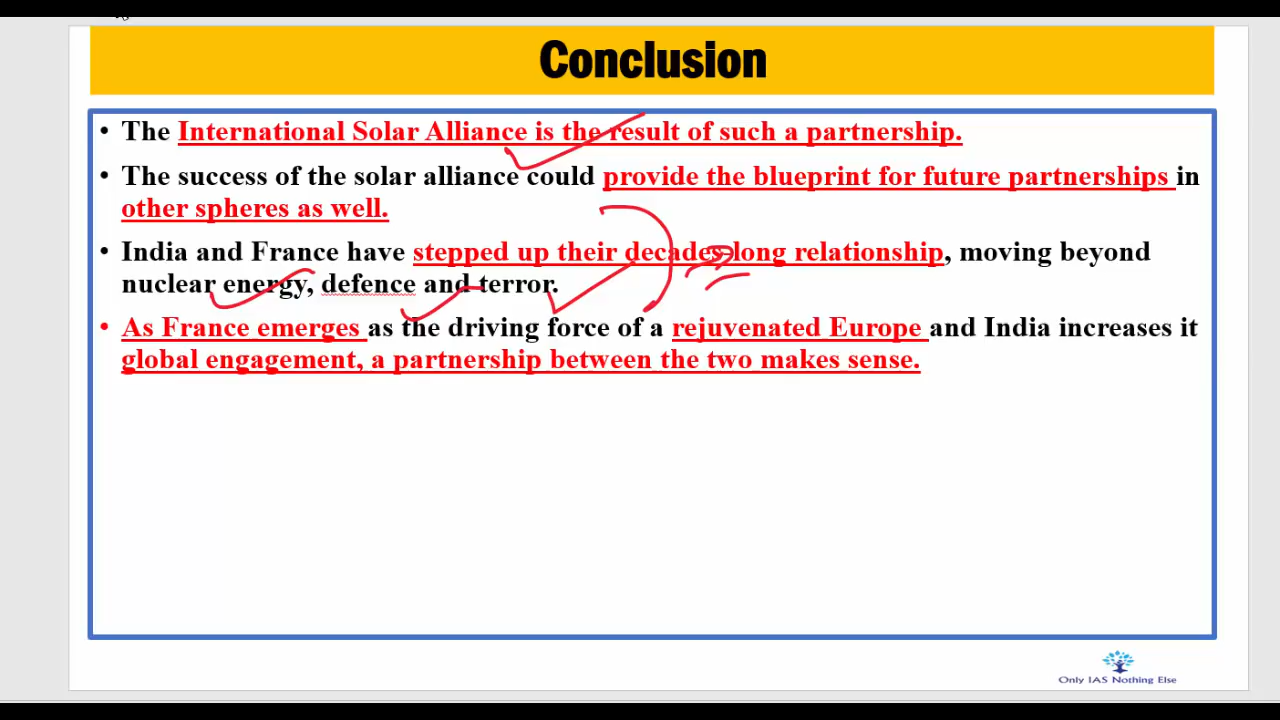 Conclusion
• The International Solar Alliance is the result of such a partnership.
• The success of the solar alliance could provide the blueprint for future partnerships in
other spheres as well.
• India and France have stepped up their decades-long relationship, moving beyond
nuclear energy, defence and terror.
• As France emerges as the driving force of a rejuvenated Europe and India increases it
global engagement, a partnership between the two makes sense.
Only IAS Nothing Else